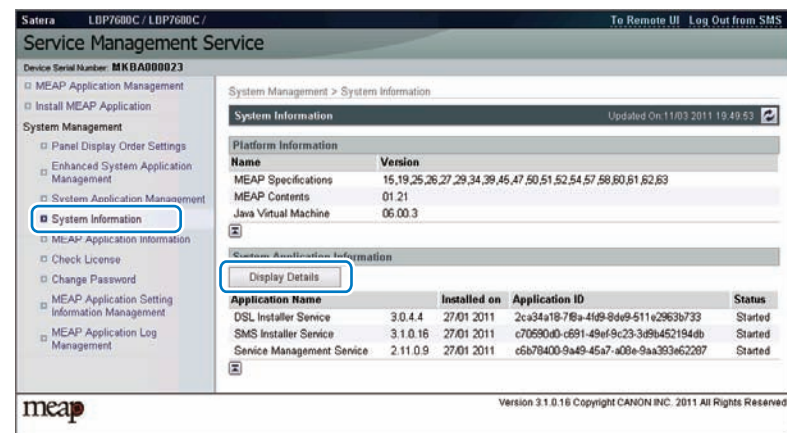 Satera LBP7680C / LBP7680C / To Remote UI Log Out from SMS
Service Management Service
Device Serial Number: MKBA000023
MEAP Application Management
Install MEAP Application
System Management
Panel Display Order Settings
Enhanced System Application
Management
System Application Management
System Information
MEAP Application Information
Check License
Change Password
MEAP Application Setting
Information Management
MEAP Application Log
Management
System Management > System Information
System Information Updated On:11/03 2011 19:49:53
Platform Information
Name Version
MEAP Specifications 15,19,25,26,27,29,34,39,45,47,50,51,52,54,57,58,60,61,62,63
MEAP Contents 01.21
Java Virtual Machine 06.00.3
System Application Information
Display Details
Application Name Installed on Application ID Status
DSL Installer Service 3.0.4.4 27/01 2011 2ca34a18-7f8a-4fd9-8de9-511e2963b733 Started
SMS Installer Service 3.1.0.16 27/01 2011 c70590d0-c691-49ef-9c23-3d9b452194db Started
Service Management Service 2.11.0.9 27/01 2011 c6b78400-9a49-45a7-a08e-9aa393e62287 Started
meap
Version 3.1.0.16 Copyright CANON INC. 2011 All Rights Reserved